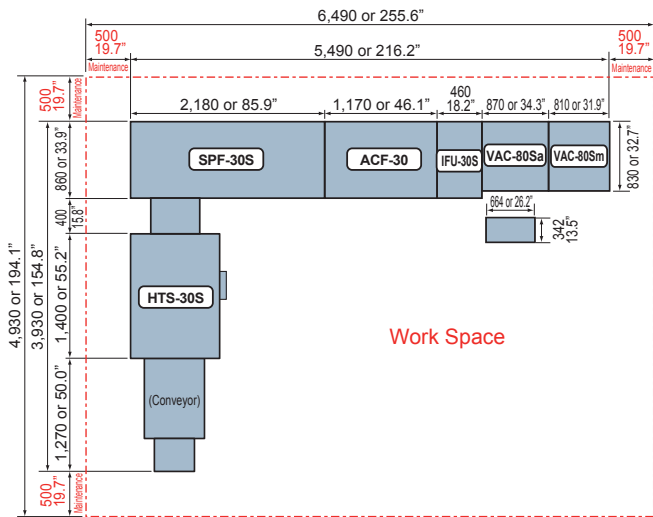 6,490 or 255.6"
500
19.7"
Maintenance
5,490 or 216.2"
500
19.7"
Maintenance
500
19.7"
Maintenance
2,180 or 85.9"
1,170 or 46.1"
460
18.2"
870 or 34.3"
810 or 31.9"
4,930 or 194.1"
3,930 or 154.8"
860 or 33.9"
SPF-30S
ACF-30
IFU-30S
VAC-80Sa
VAC-80Sm
830 or 32.7"
400
15.8"
664 or 26.2"
342
13.5"
1,400 or 55.2"
HTS-30S
Work Space
1,270 or 50.0"
(Conveyor)
500
19.7"
Maintenance